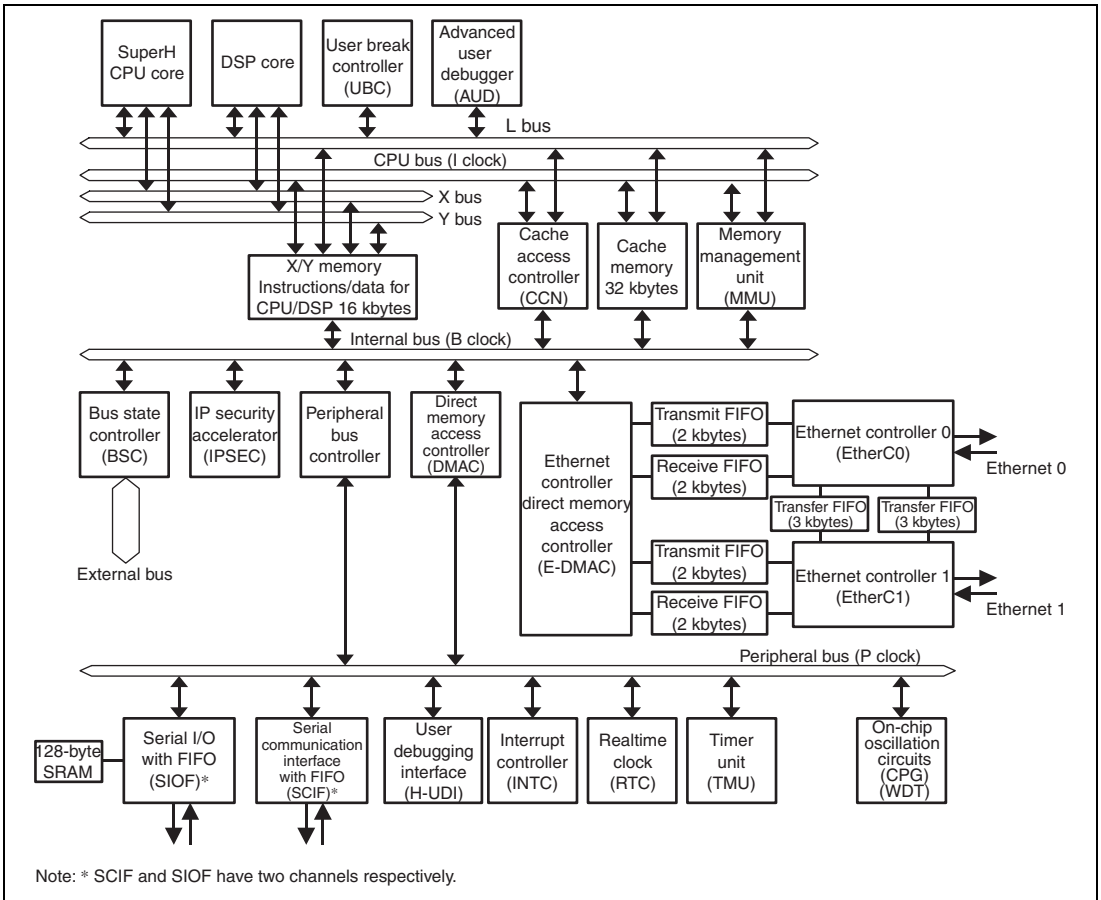 SuperH
CPU core
DSP core
User break
controller
(UBC)
Advanced
user
debugger
(AUD)
L bus
CPU bus (I clock)
X bus
Y bus
X/Y memory
Instructions/data for
CPU/DSP 16 kbytes
Cache
access
controller
(CCN)
Cache
memory
32 kbytes
Memory
management
unit
(MMU)
Internal bus (B clock)
Bus state
controller
(BSC)
IP security
accelerator
(IPSEC)
Peripheral
bus
controller
Direct
memory
access
controller
(DMAC)
Ethernet
controller
direct memory
access
controller
(E-DMAC)
Transmit FIFO
(2 kbytes)
Receive FIFO
(2 kbytes)
Ethernet controller 0
(EtherC0)
Ethernet 0
Transfer FIFO
(3 kbytes)
Transfer FIFO
(3 kbytes)
Transmit FIFO
(2 kbytes)
Receive FIFO
(2 kbytes)
Ethernet controller 1
(EtherC1)
Ethernet 1
External bus
Peripheral bus (P clock)
128-byte
SRAM
Serial I/O
with FIFO
(SIOF)*
Serial
communication
interface
with FIFO
(SCIF)*
User
debugging
interface
(H-UDI)
Interrupt
controller
(INTC)
Realtime
clock
(RTC)
Timer
unit
(TMU)
On-chip
oscillation
circuits
(CPG)
(WDT)
Note: * SCIF and SIOF have two channels respectively.